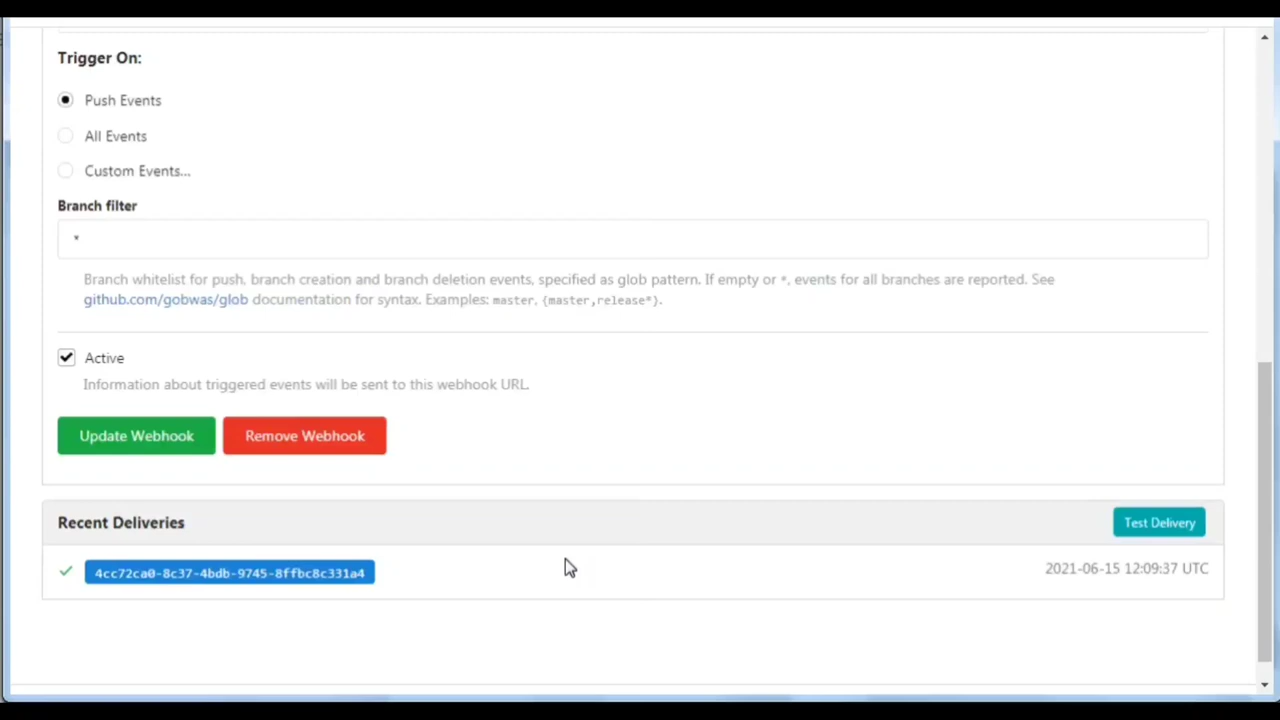 Trigger On:
Push Events
All Events
Custom Events...
Branch filter
*
Branch whitelist for push, branch creation and branch deletion events, specified as glob pattern. If empty or *, events for all branches are reported. See
github.com/gobwas/glob documentation for syntax. Examples: master, {master,release*}.
Active
Information about triggered events will be sent to this webhook URL.
Update Webhook Remove Webhook
Recent Deliveries Test Delivery
4cc72ca0-8c37-4bdb-9745-8ffbc8c331a4 2021-06-15 12:09:37 UTC